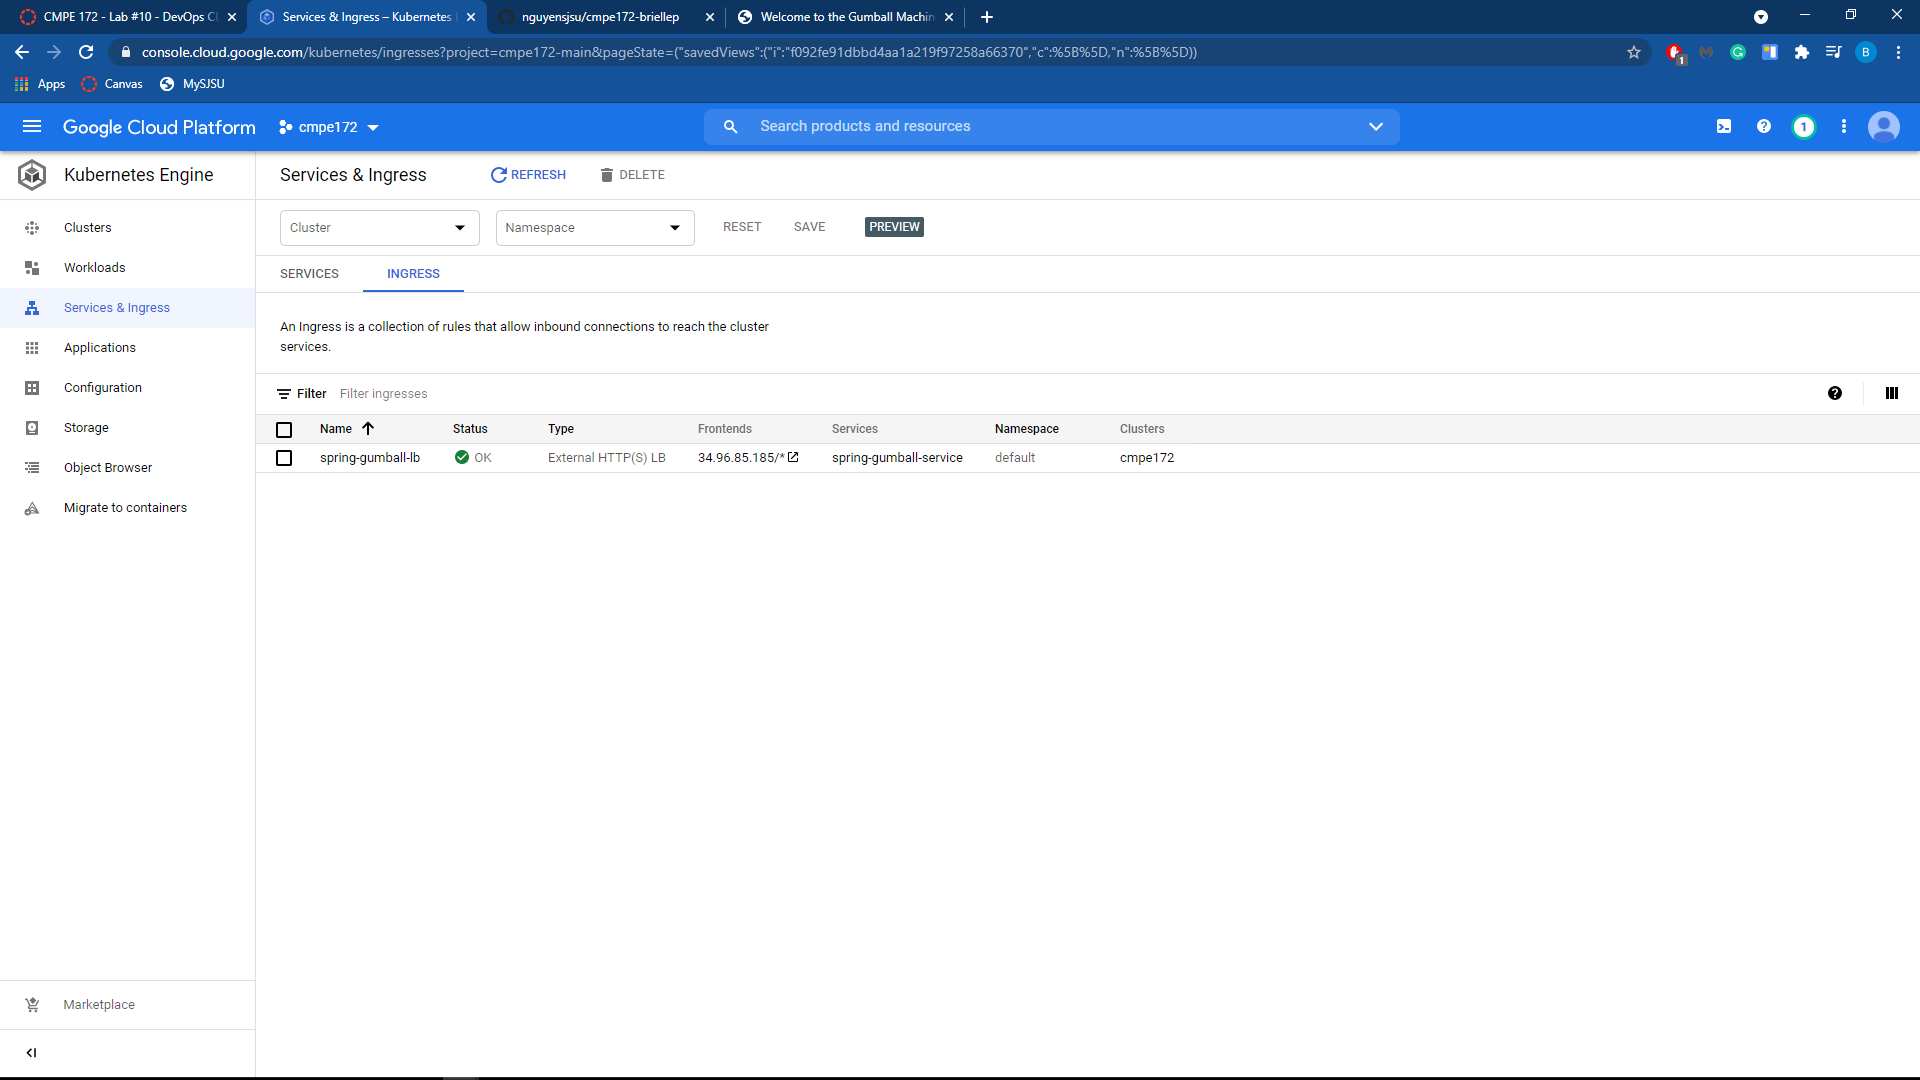 CMPE 172 - Lab #10 - DevOps Cl
Services & Ingress – Kubernetes
nguyensjsu/cmpe172-briellep
Welcome to the Gumball Machin
console.cloud.google.com/kubernetes/ingresses?project=cmpe172-main&pageState=("savedViews":("i":"f092fe91dbbd4aa1a219f97258a66370","c":%5B%5D,"n":%5B%5D))
1
B
Apps
Canvas
MySJSU
Google Cloud Platform
cmpe172
Search products and resources
1
Kubernetes Engine
Services & Ingress
REFRESH
DELETE
Clusters
Workloads
Services & Ingress
Applications
Configuration
Storage
Object Browser
Migrate to containers
Marketplace
Cluster
Namespace
RESET
SAVE
PREVIEW
SERVICES
INGRESS
An Ingress is a collection of rules that allow inbound connections to reach the cluster
services.
Filter
Filter ingresses
Name Status Type Frontends Services Namespace Clusters
spring-gumball-lb OK External HTTP(S) LB 34.96.85.185/* spring-gumball-service default cmpe172